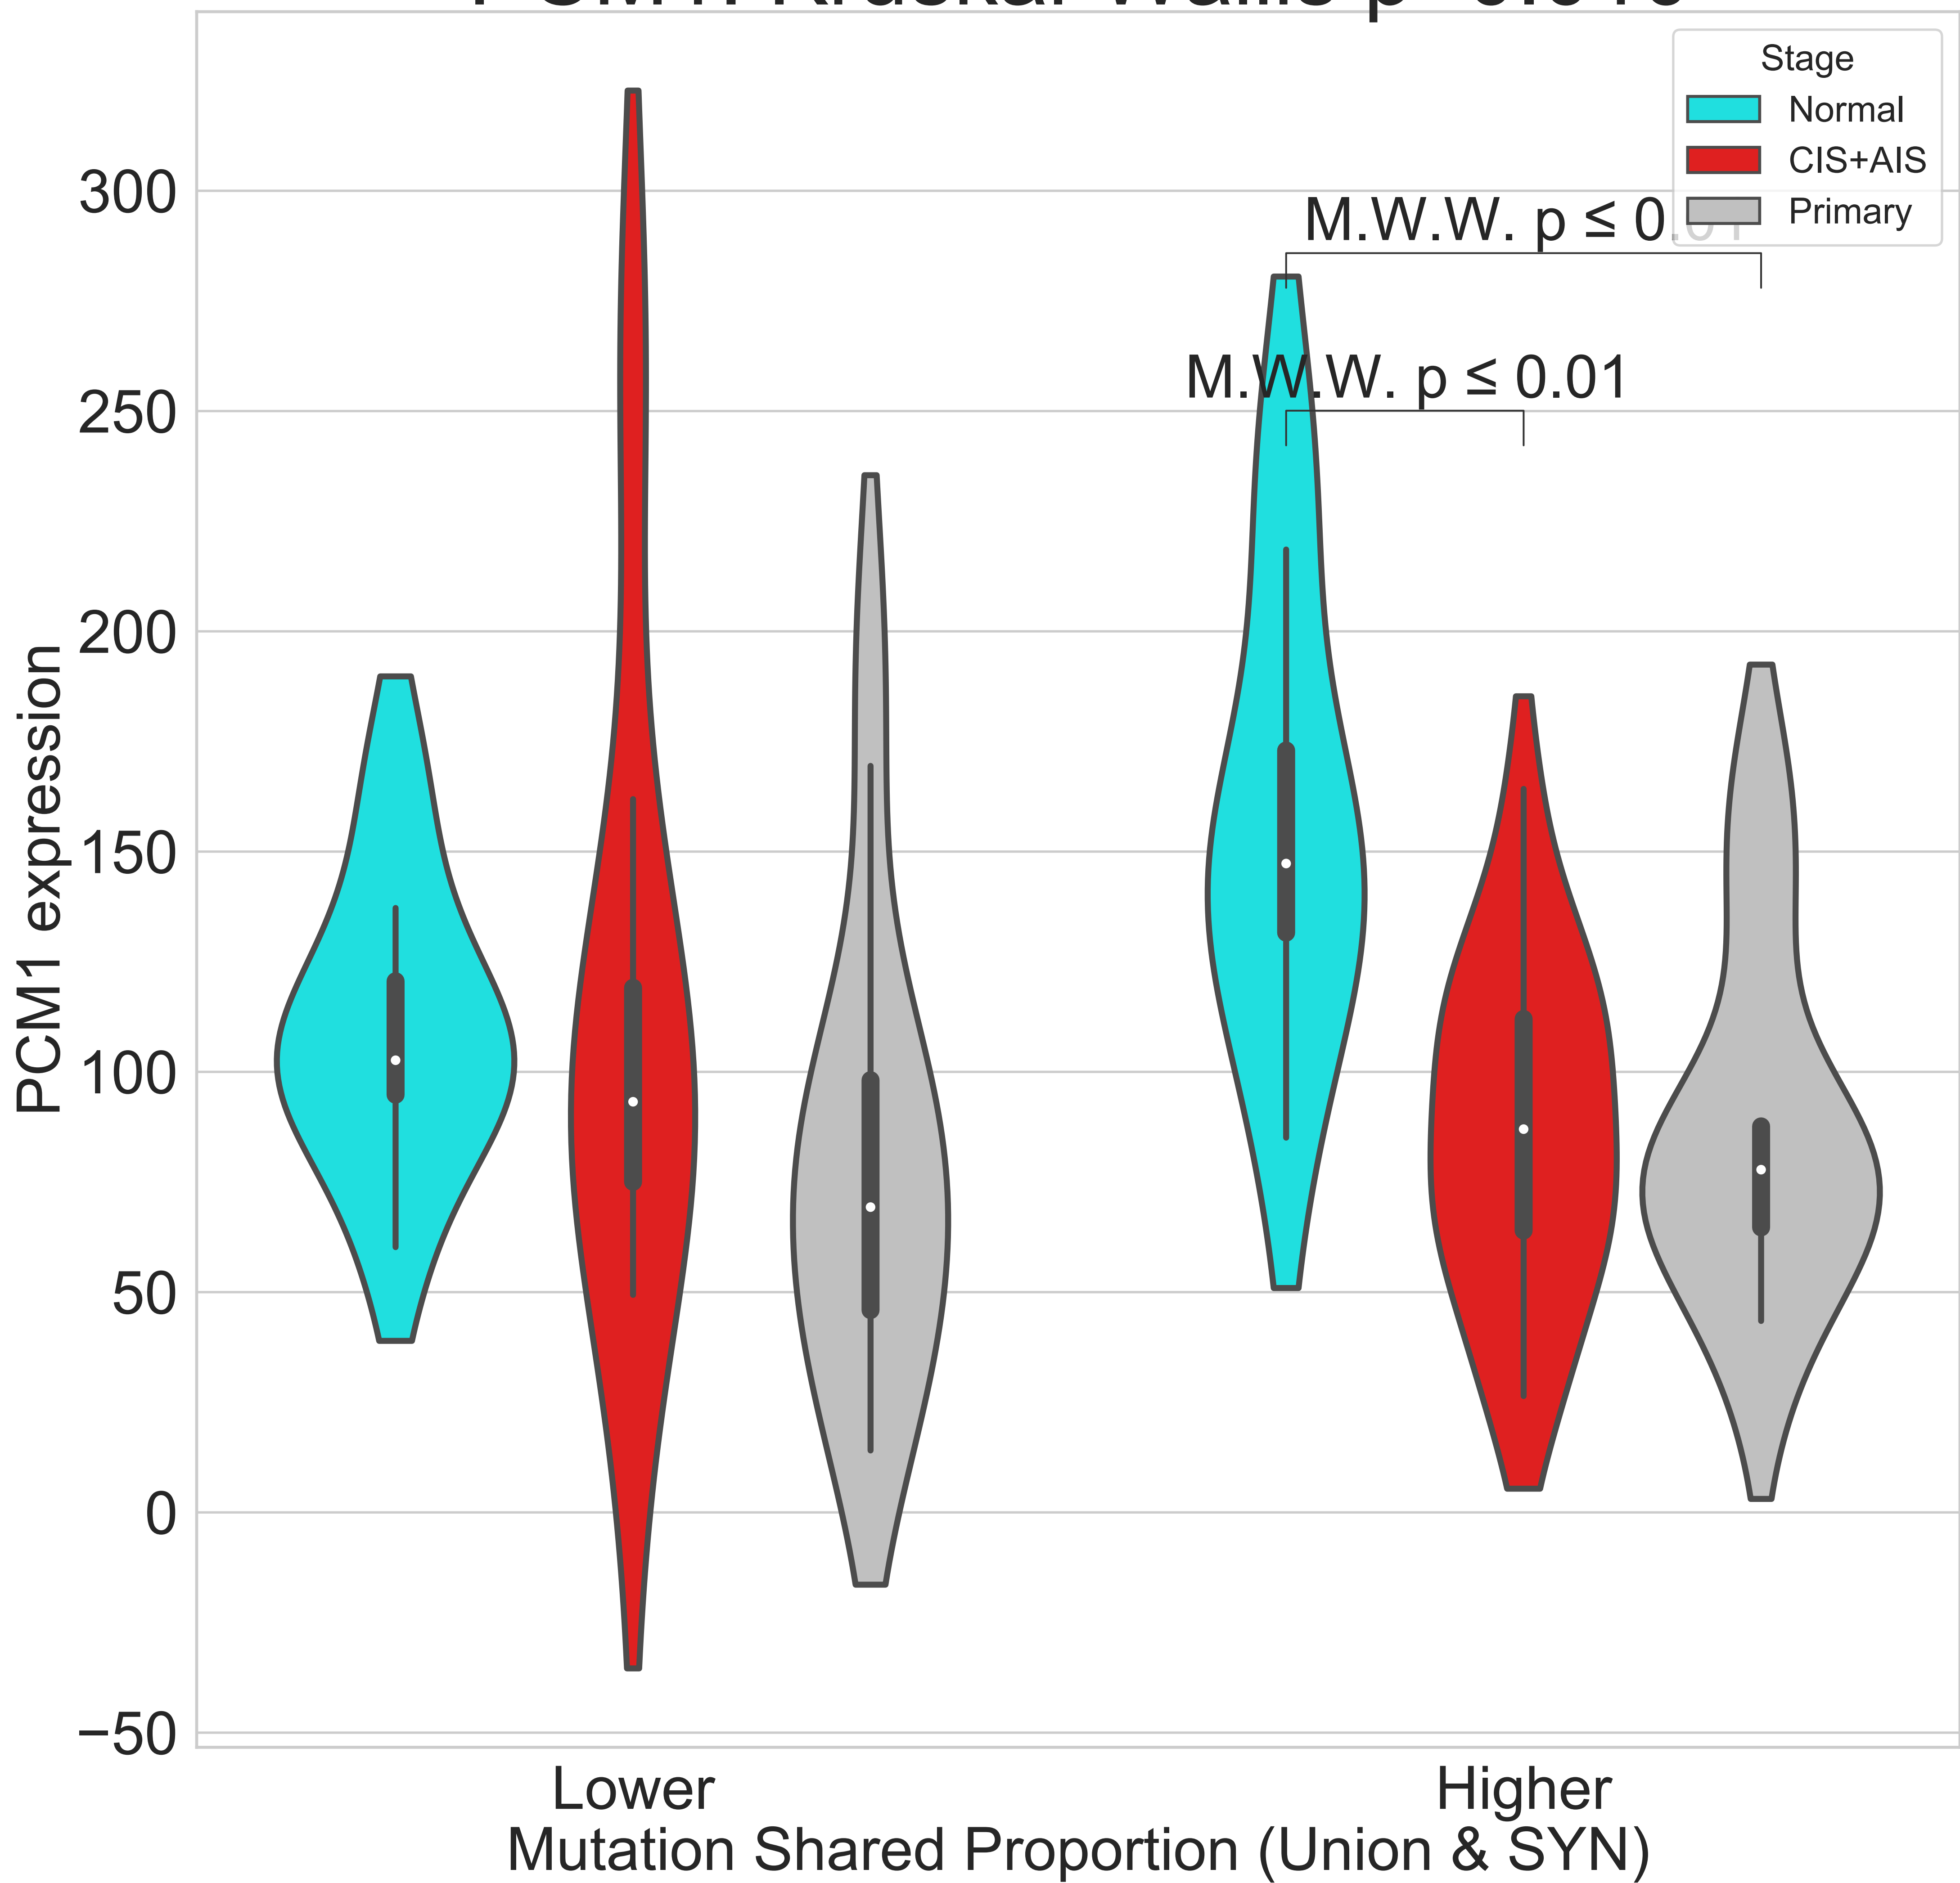 Stage
Normal
CIS+AIS
Primary
M.W.W. p ≤ 0.01
M.W.W. p ≤ 0.01
300
250
200
150
100
50
0
−50
PCM1 expression
Lower
Higher
Mutation Shared Proportion (Union & SYN)